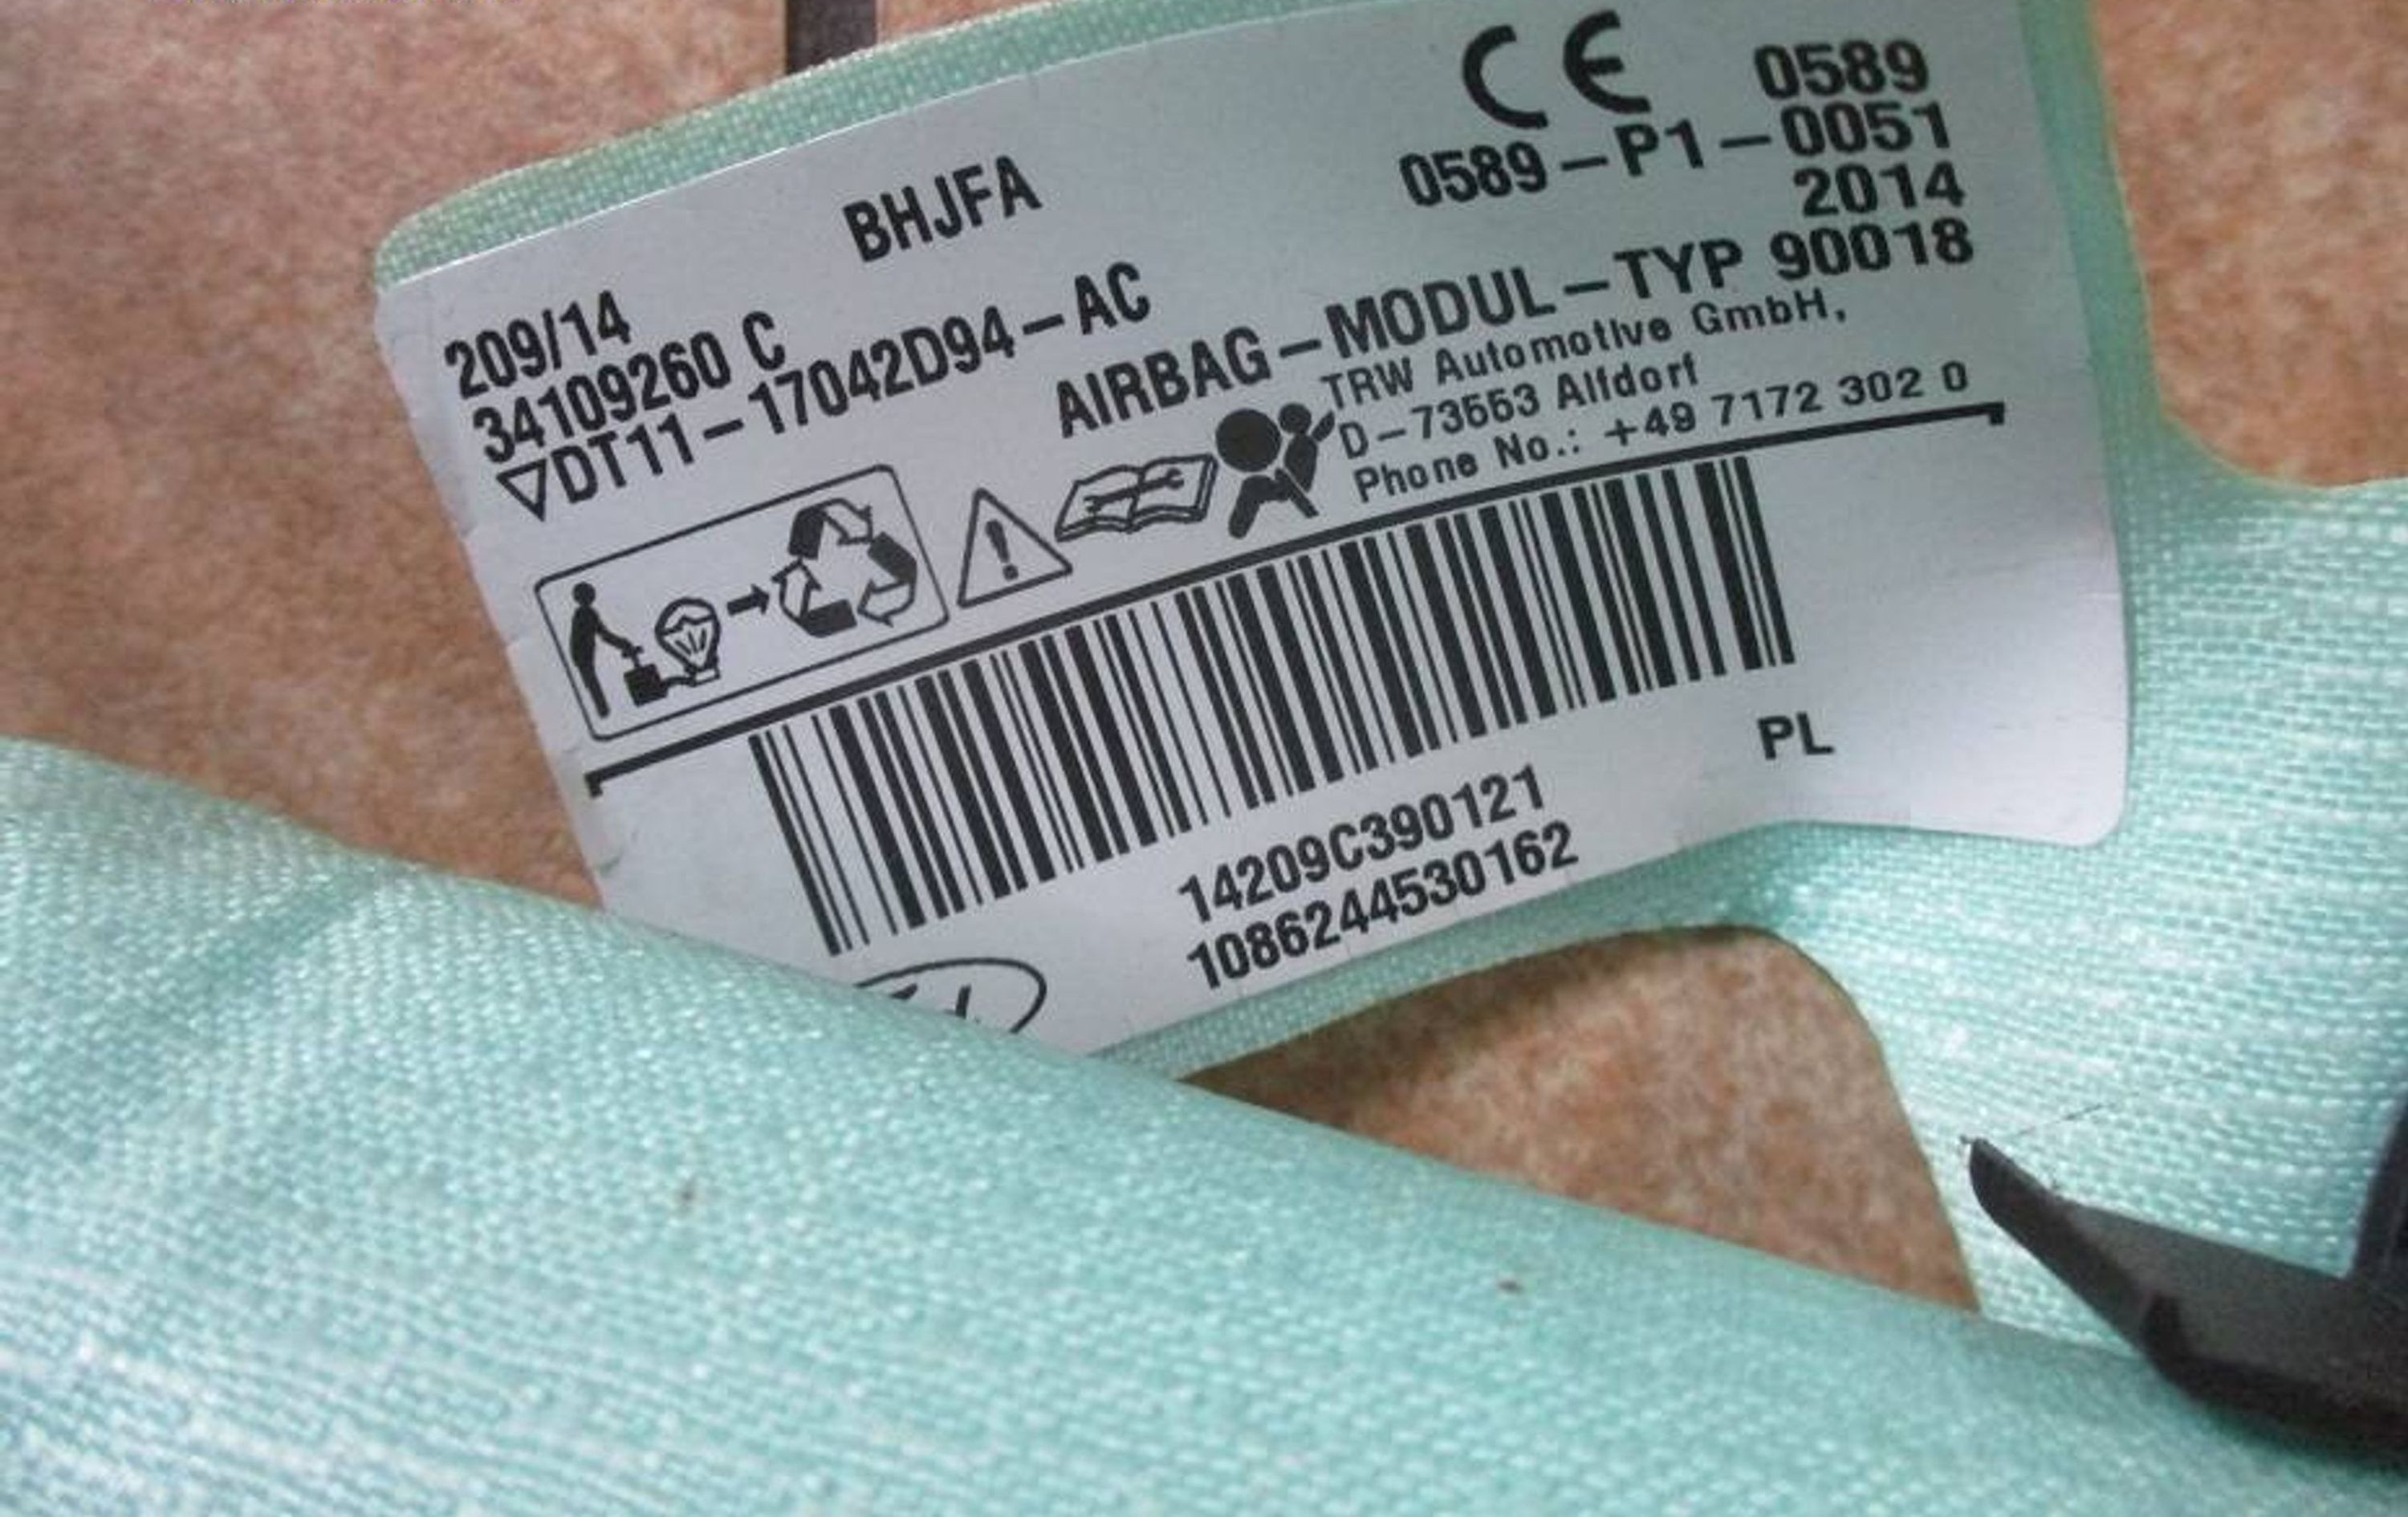 CE 0589
0589-P1-0051
2014
BHJFA
209/14
34109260 C
DT11-17042D94-AC
AIRBAG-MODUL-TYP 90018
TRW Automotive GmbH,
D-73553 Alfdorf
Phone No.: +49 7172 302 0
PL
14209C390121
1086244530162